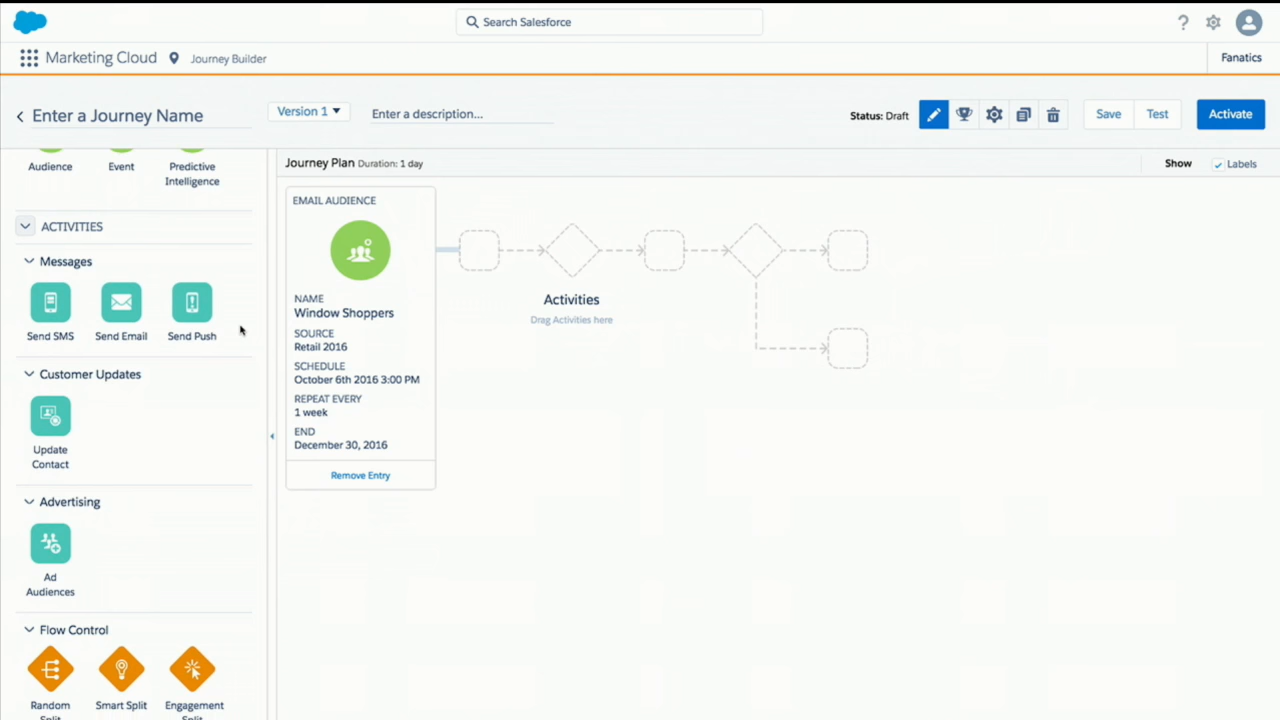 Search Salesforce
Marketing Cloud
Journey Builder
Fanatics
Enter a Journey Name
Version 1
Enter a description...
Status: Draft
Save
Test
Activate
Audience
Event
Predictive
Intelligence
ACTIVITIES
Messages
Send SMS
Send Email
Send Push
Customer Updates
Update
Contact
Advertising
Ad
Audiences
Flow Control
Random
Split
Smart Split
Engagement
Split
Journey Plan Duration: 1 day
Show
Labels
EMAIL AUDIENCE
NAME
Window Shoppers
SOURCE
Retail 2016
SCHEDULE
October 6th 2016 3:00 PM
REPEAT EVERY
1 week
END
December 30, 2016
Remove Entry
Activities
Drag Activities here